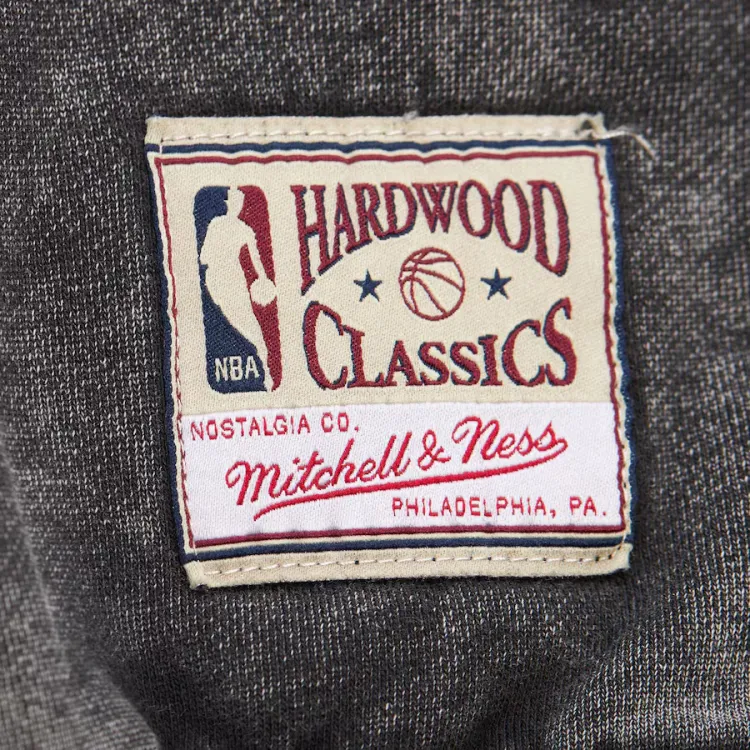 NBA
HARDWOOD
CLASSICS
NOSTALGIA CO.
Mitchell & Ness
PHILADELPHIA, PA.